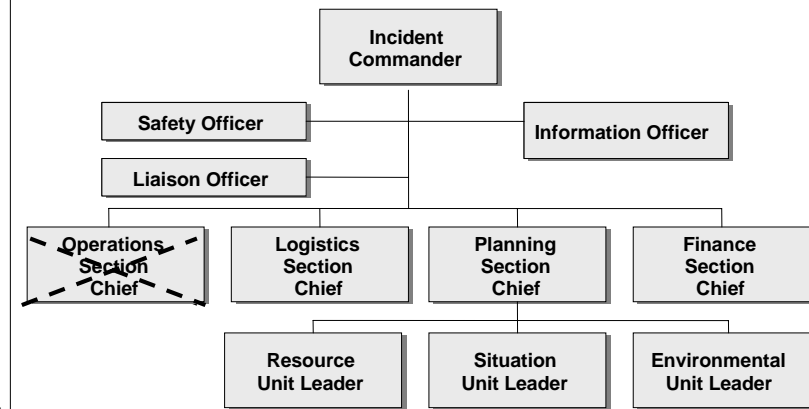 Incident
Commander
Safety Officer
Information Officer
Liaison Officer
Operations
Section
Chief
Logistics
Section
Chief
Planning
Section
Chief
Finance
Section
Chief
Resource
Unit Leader
Situation
Unit Leader
Environmental
Unit Leader